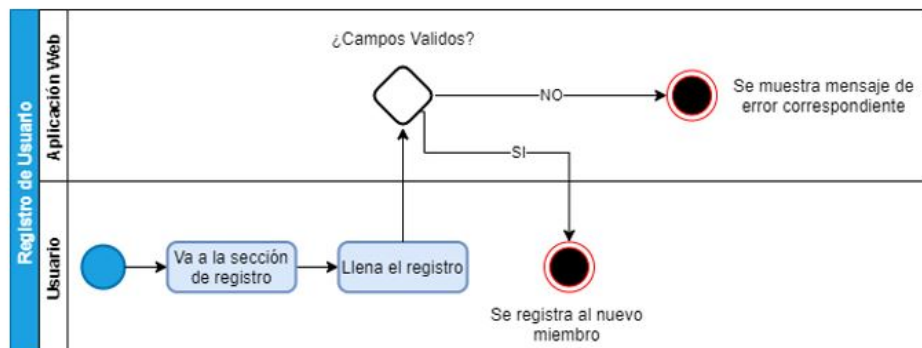 Registro de Usuario
Aplicación Web
¿Campos Validos?
NO
Se muestra mensaje de
error correspondiente
SI
Usuario
Va a la sección
de registro
Llena el registro
Se registra al nuevo
miembro